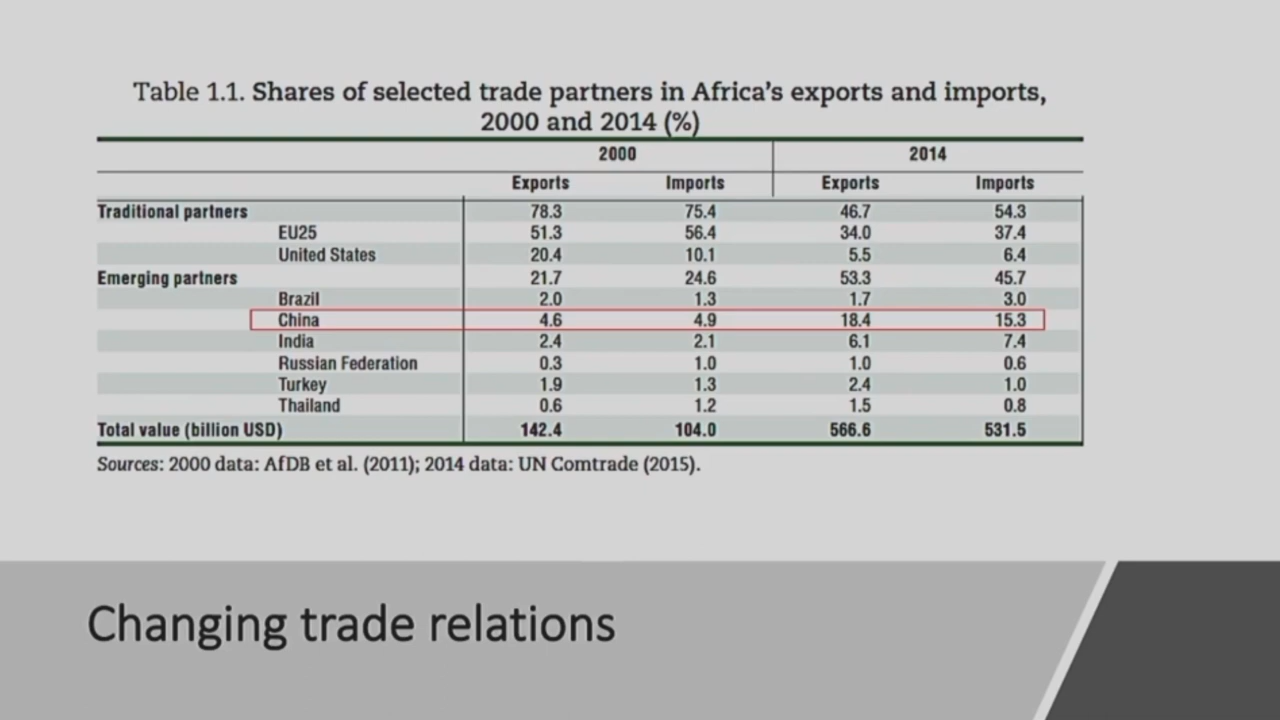 Table 1.1. Shares of selected trade partners in Africa's exports and imports,
2000 and 2014 (%)
2000 2014
Exports Imports Exports Imports
Traditional partners 78.3 75.4 46.7 54.3
EU25 51.3 56.4 34.0 37.4
United States 20.4 10.1 5.5 6.4
Emerging partners 21.7 24.6 53.3 45.7
Brazil 2.0 1.3 1.7 3.0
China 4.6 4.9 18.4 15.3
India 2.4 2.1 6.1 7.4
Russian Federation 0.3 1.0 1.0 0.6
Turkey 1.9 1.3 2.4 1.0
Thailand 0.6 1.2 1.5 0.8
Total value (billion USD) 142.4 104.0 566.6 531.5
Sources: 2000 data: AfDB et al. (2011); 2014 data: UN Comtrade (2015).
Changing trade relations